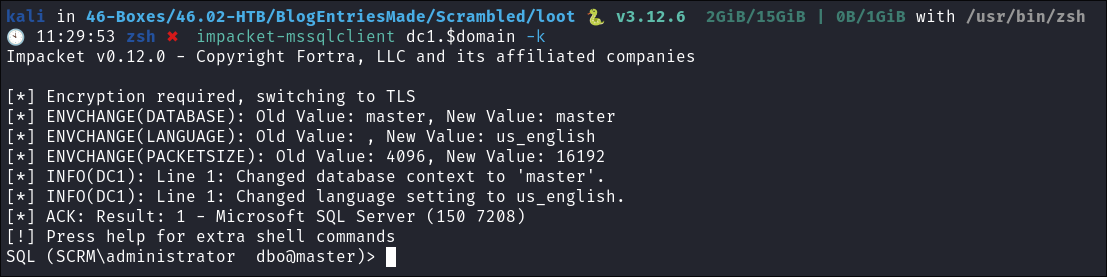 kali in 46-Boxes/46.02-HTB/BlogEntriesMade/Scrambled/loot 🐍 v3.12.6 2GiB/15GiB | 0B/1GiB with /usr/bin/zsh
🕙 11:29:53 zsh ✖ impacket-mssqlclient dc1.$domain -k
Impacket v0.12.0 - Copyright Fortra, LLC and its affiliated companies
[*] Encryption required, switching to TLS
[*] ENVCHANGE(DATABASE): Old Value: master, New Value: master
[*] ENVCHANGE(LANGUAGE): Old Value: , New Value: us_english
[*] ENVCHANGE(PACKETSIZE): Old Value: 4096, New Value: 16192
[*] INFO(DC1): Line 1: Changed database context to 'master'.
[*] INFO(DC1): Line 1: Changed language setting to us_english.
[*] ACK: Result: 1 - Microsoft SQL Server (150 7208)
[!] Press help for extra shell commands
SQL (SCRM\administrator  dbo@master)>